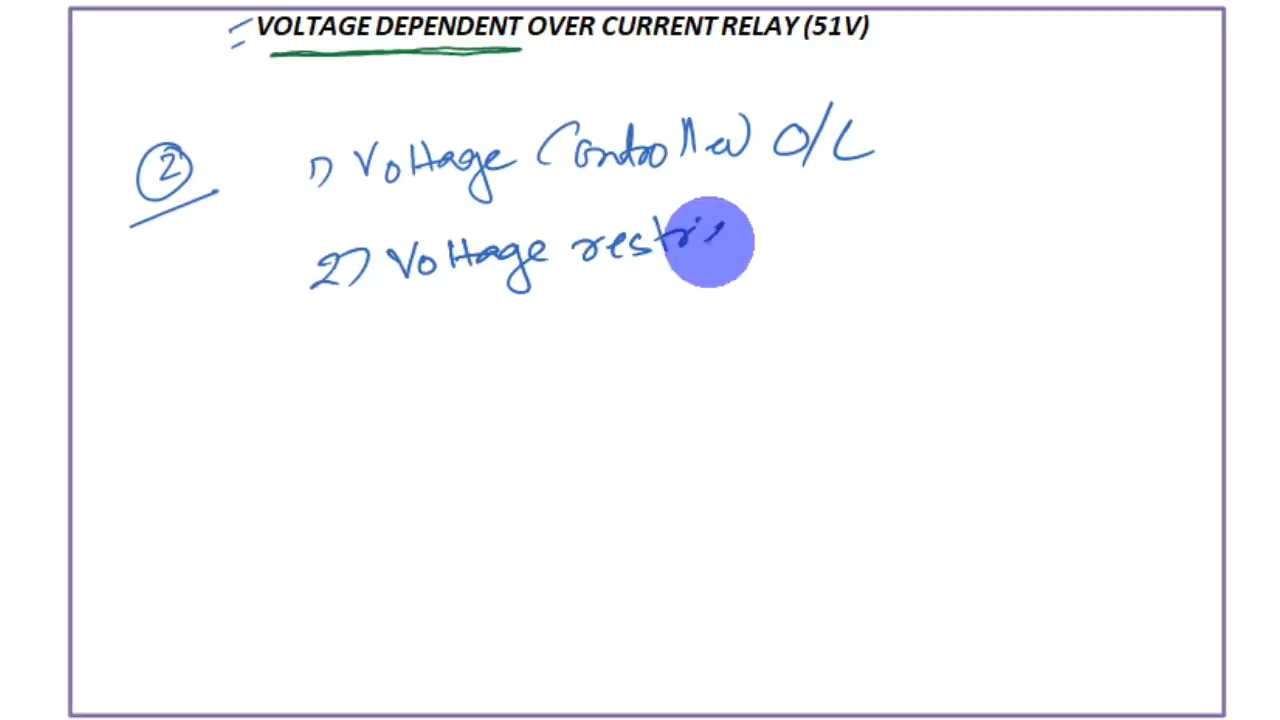 VOLTAGE DEPENDENT OVER CURRENT RELAY (51V)
2
1) Voltage Controlled O/C
2) Voltage restri